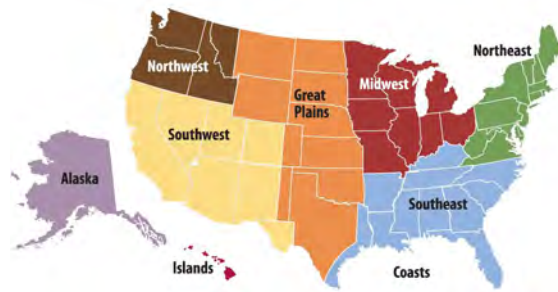 Northeast
Northwest
Midwest
Great
Plains
Southwest
Alaska
Southeast
Islands
Coasts